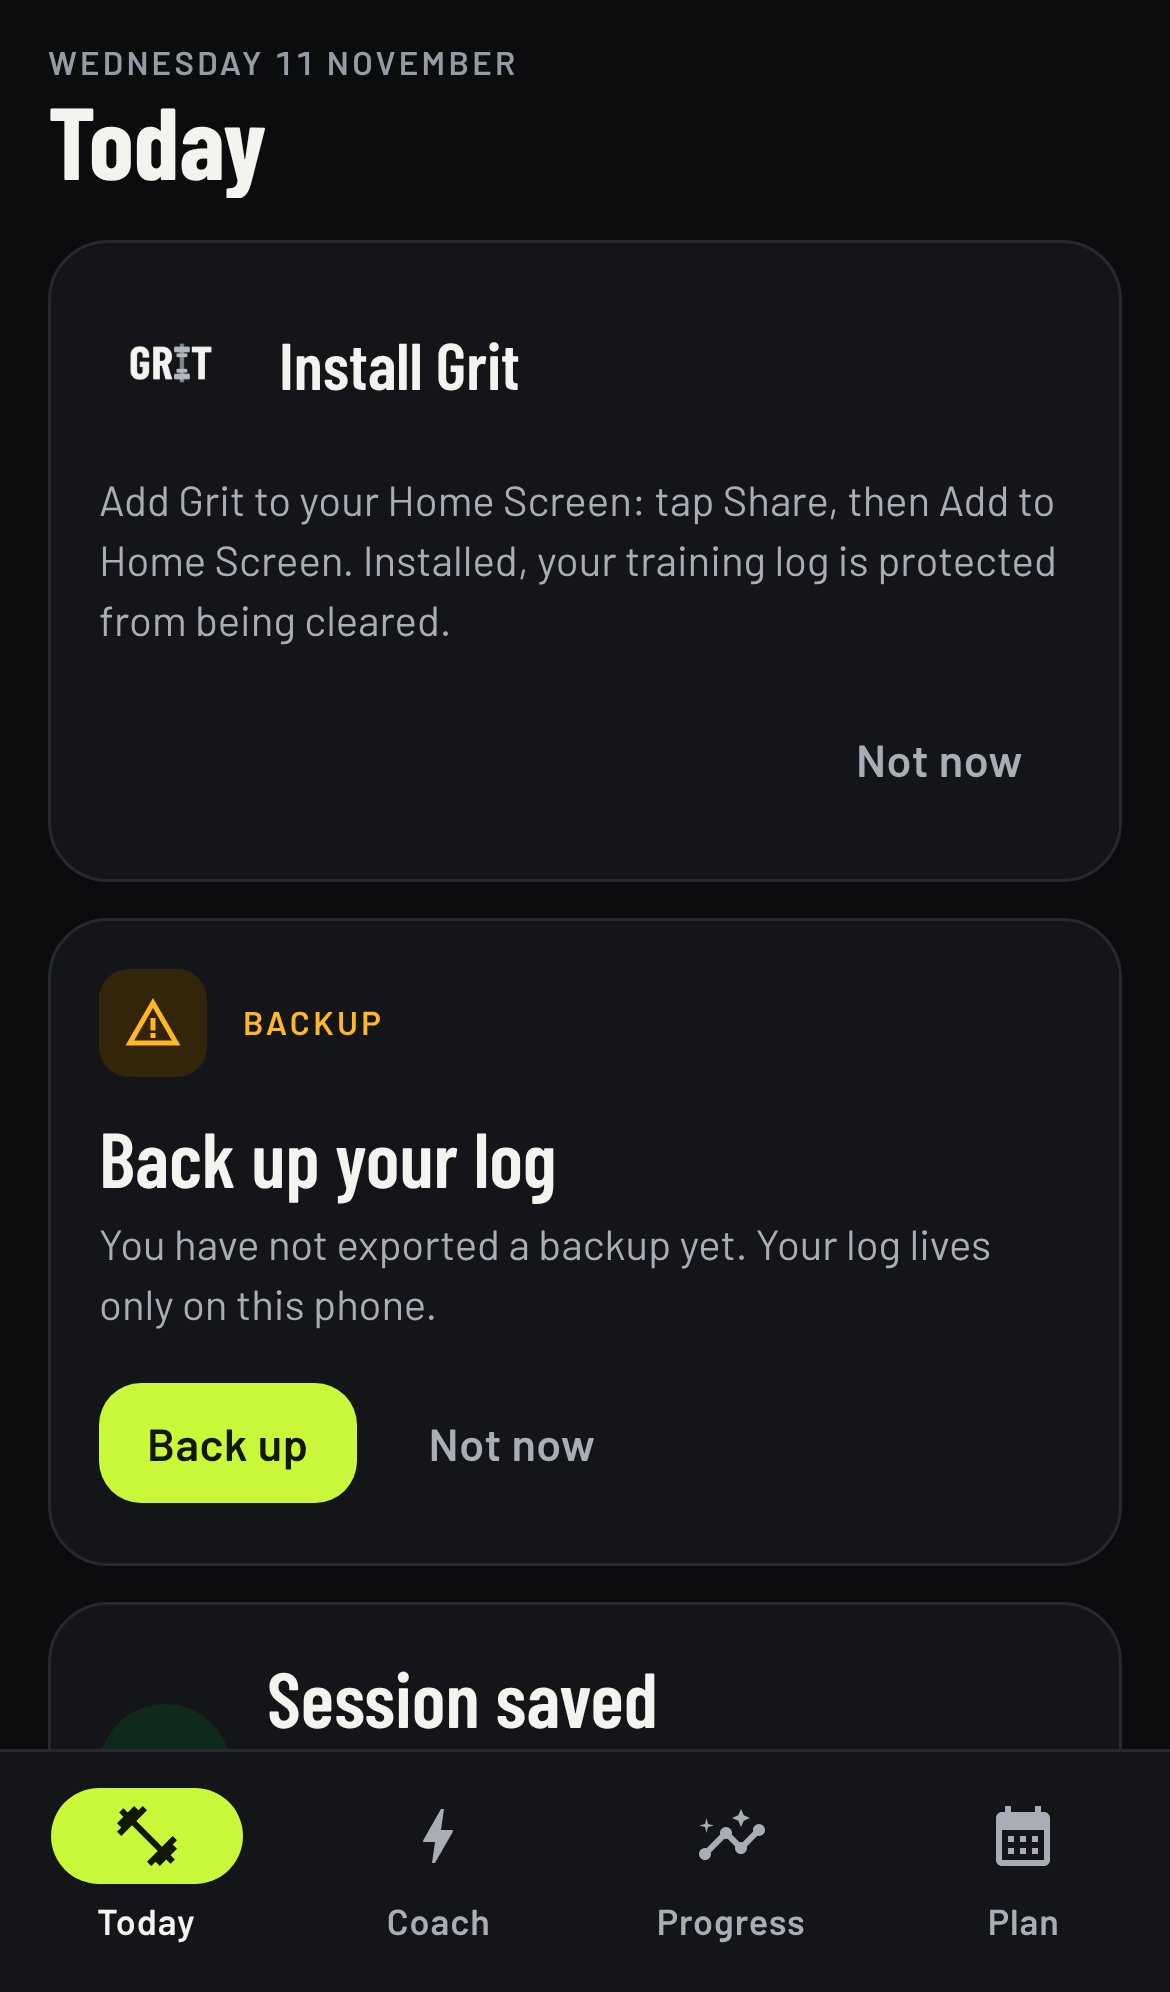 WEDNESDAY 11 NOVEMBER
Today
GRIT
Install Grit
Add Grit to your Home Screen: tap Share, then Add to
Home Screen. Installed, your training log is protected
from being cleared.
Not now
BACKUP
Back up your log
You have not exported a backup yet. Your log lives
only on this phone.
Back up
Not now
Session saved
Today
Coach
Progress
Plan